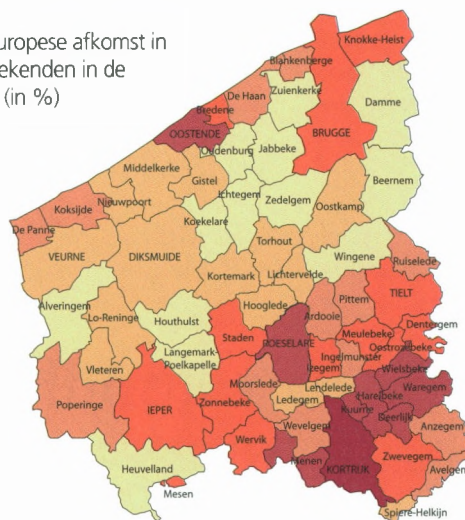 uropese afkomst in
ekenden in de
(in %)
Knokke-Heist
Blankenberge
Zuienkerke
De Haan
Damme
Bredene
OOSTENDE
BRUGGE
Oudenburg
Jabbeke
Middelkerke
Gistel
Beernem
Ichtegem
Zedelgem
Nieuwpoort
Koksijde
Oostkamp
Koekelare
De Panne
Torhout
VEURNE
DIKSMUIDE
Wingene
Ruiselede
Kortemark
Lichtervelde
TIELT
Pittem
Alveringem
Hooglede
Lo-Reninge
Ardooie
Houthulst
Dentergem
Meulebeke
Staden
ROESELARE
Oostrozebeke
Langemark-
Poelkapelle
Ingelmunster
Izegem
Wielsbeke
Vleteren
Moorslede
Lendelede
Waregem
Harelbeke
Ledegem
Poperinge
IEPER
Zonnebeke
Kuurne
Deerlijk
Wevelgem
Anzegem
Wervik
Zwevegem
Menen
Heuvelland
KORTRIJK
Avelgem
Mesen
Spiere-Helkijn